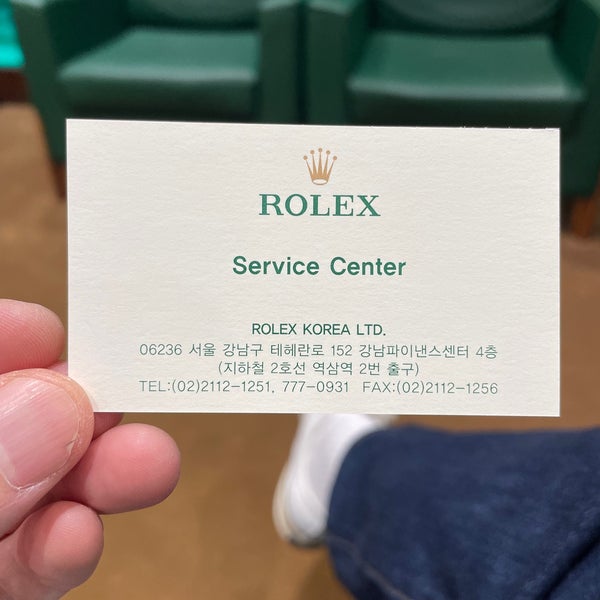 ROLEX
Service Center
ROLEX KOREA LTD.
06236 서울 강남구 테헤란로 152 강남파이낸스센터 4층
(지하철 2호선 역삼역 2번 출구)
TEL:(02)2112-1251, 777-0931 FAX:(02)2112-1256